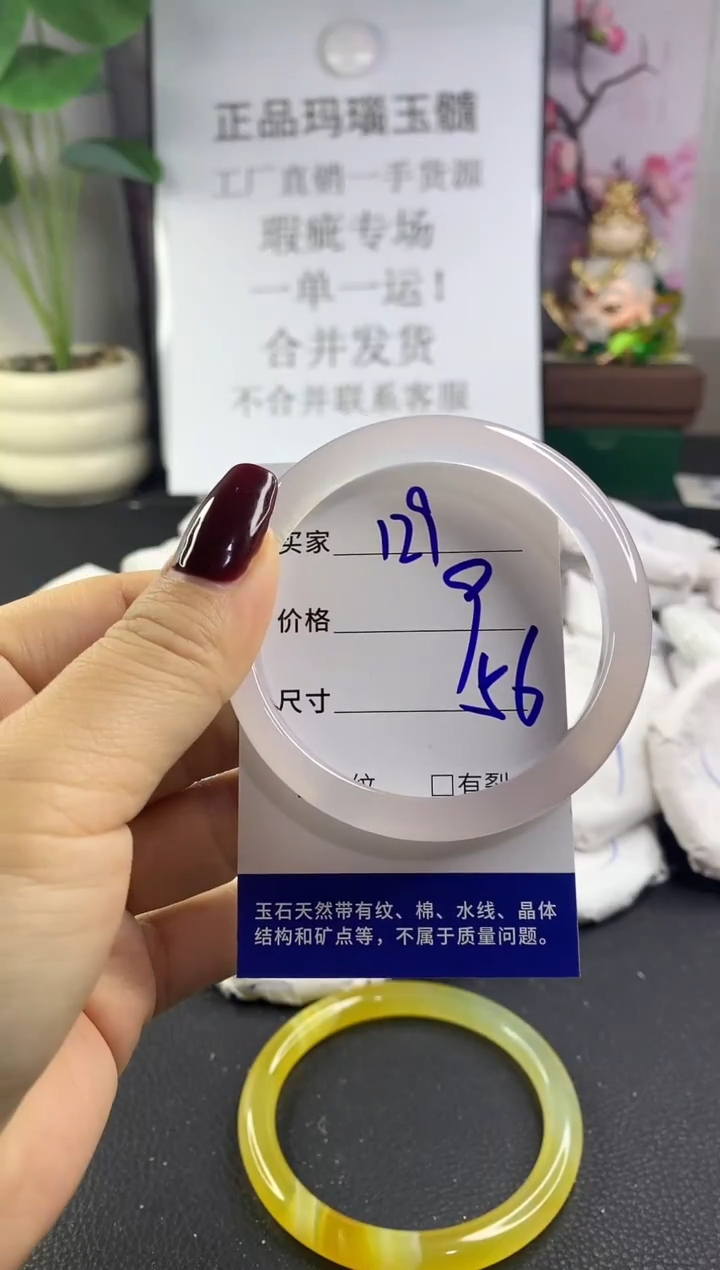 正品玛瑙玉髓
工厂直销一手货源
瑕疵专场
一单一运！
合并发货
不合并联系客服
买家 129
价格 9
尺寸 56
纹 □有裂
玉石天然带有纹、棉、水线、晶体
结构和矿点等，不属于质量问题。